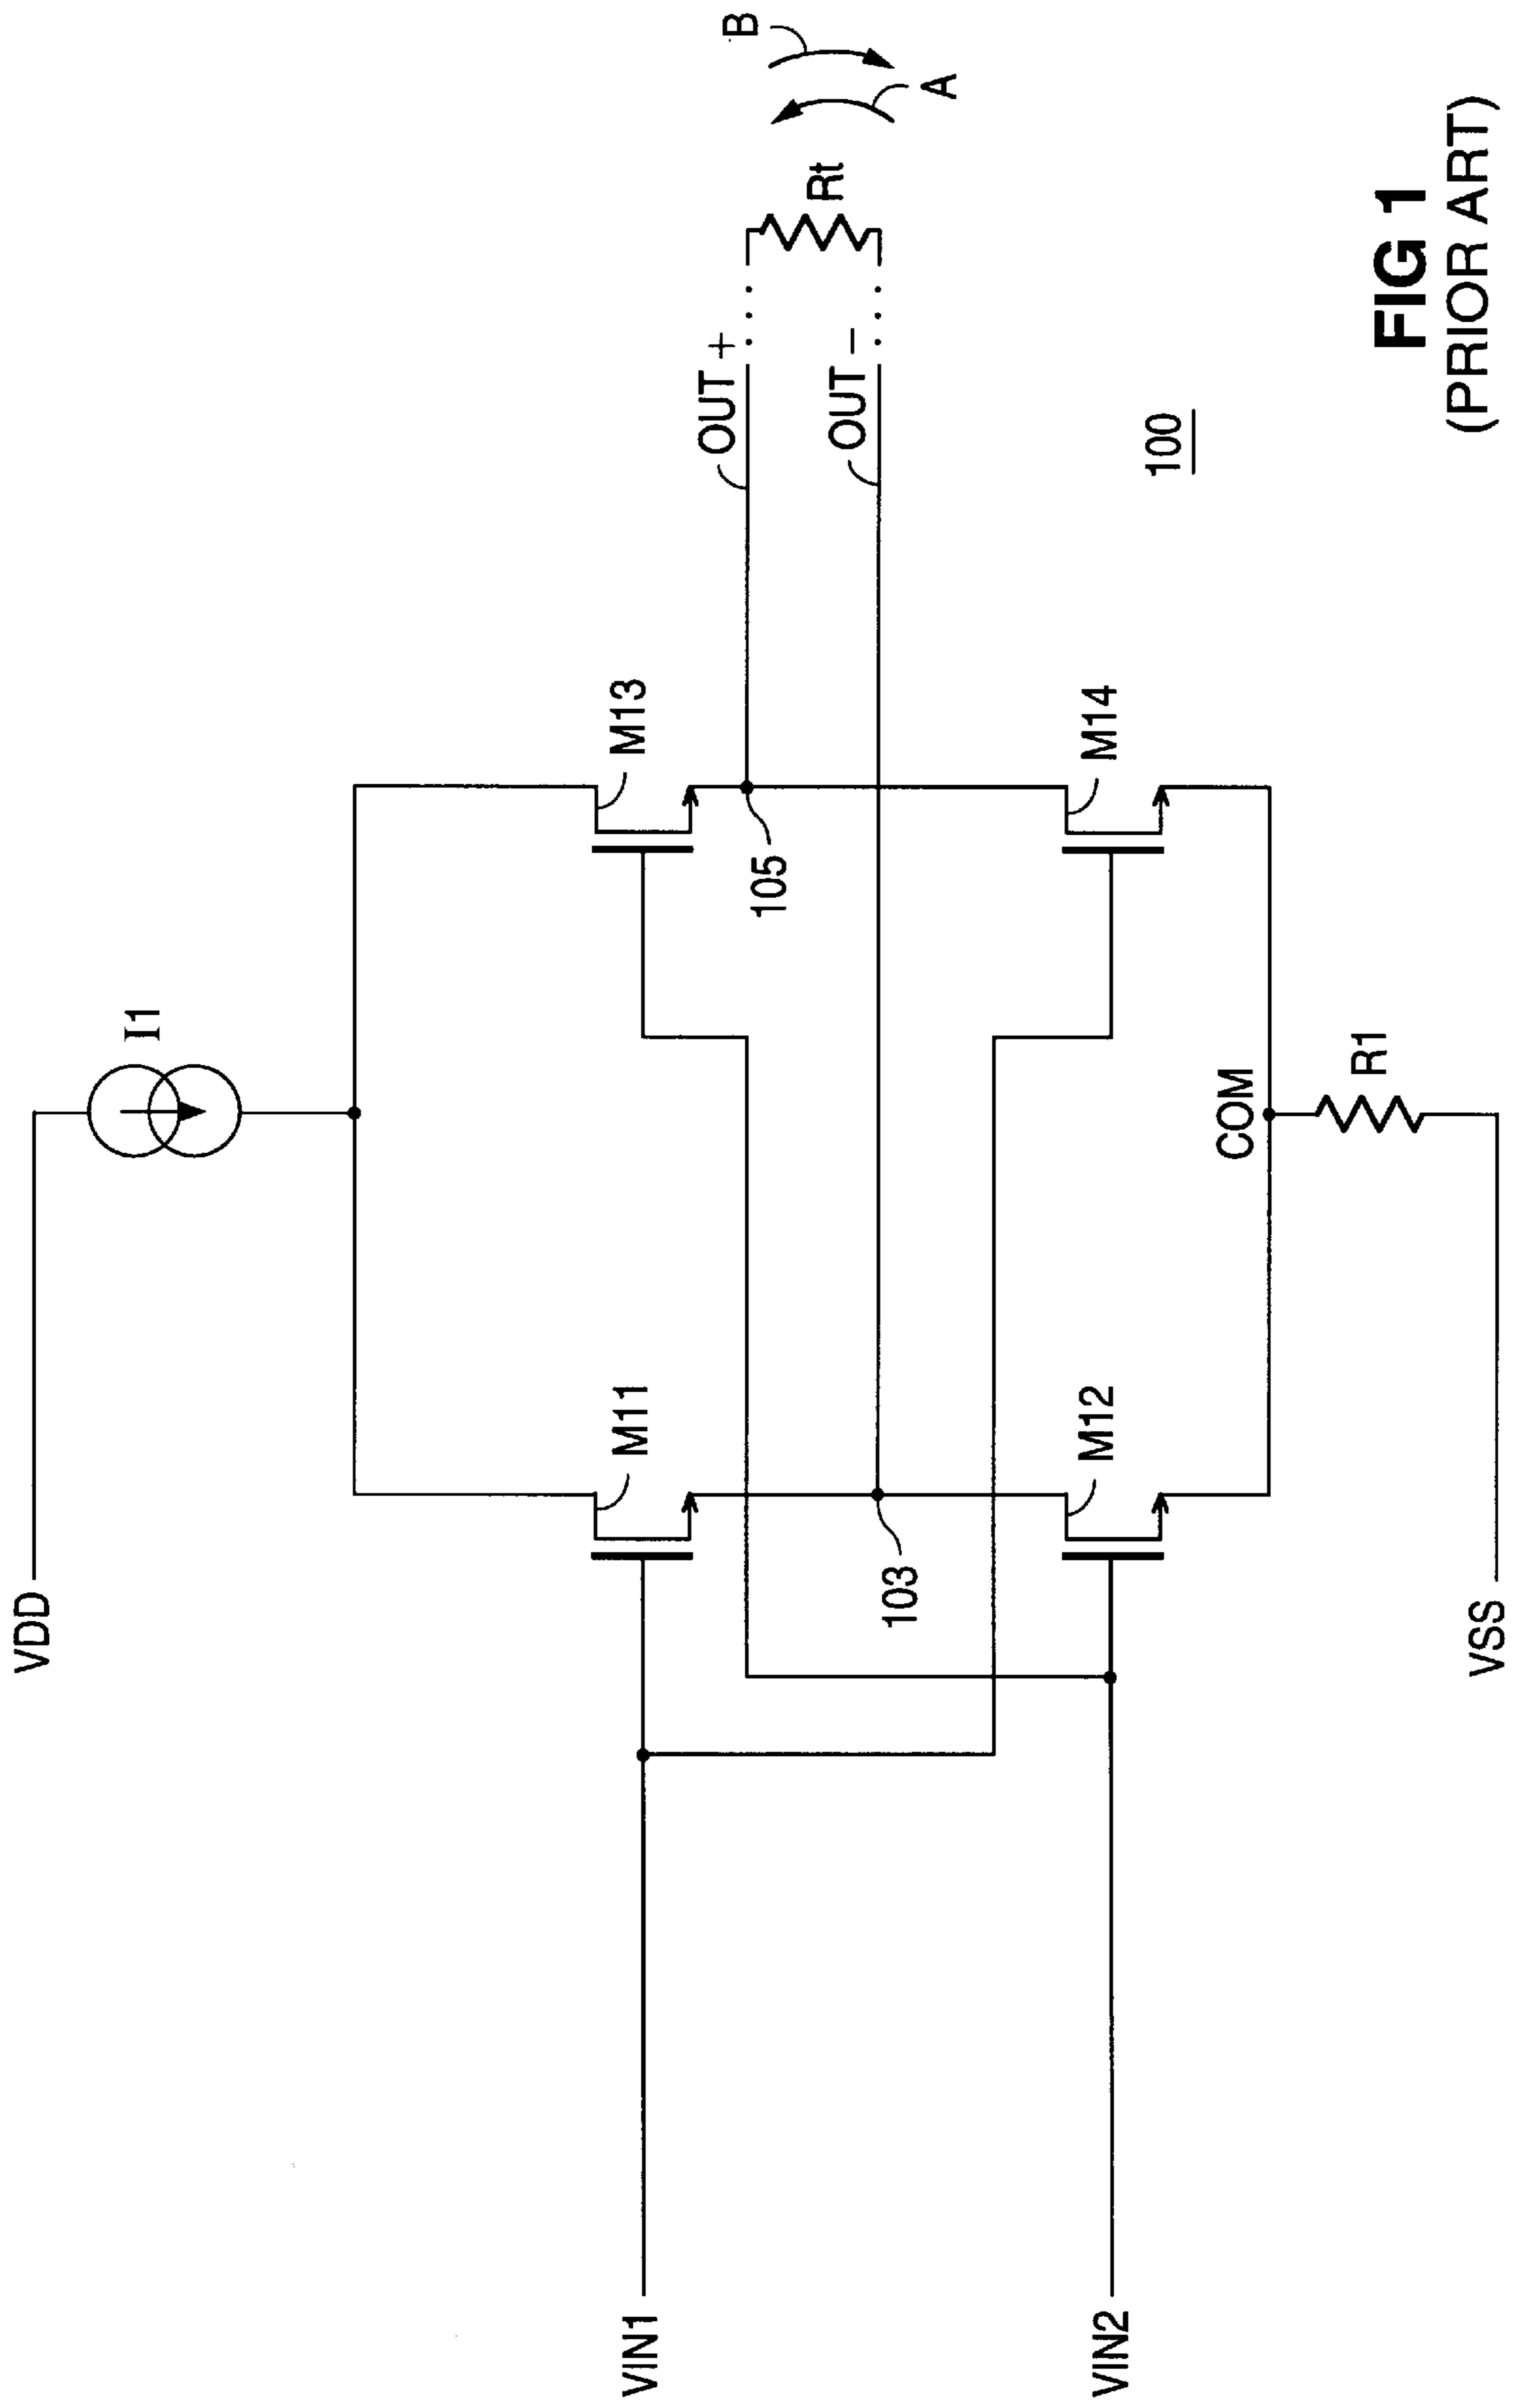 VDD
I1
M11
M13
103
105
OUT +
OUT −
Rt
B
A
M12
M14
COM
R1
VSS
VIN1
VIN2
100
FIG 1
(PRIOR ART)